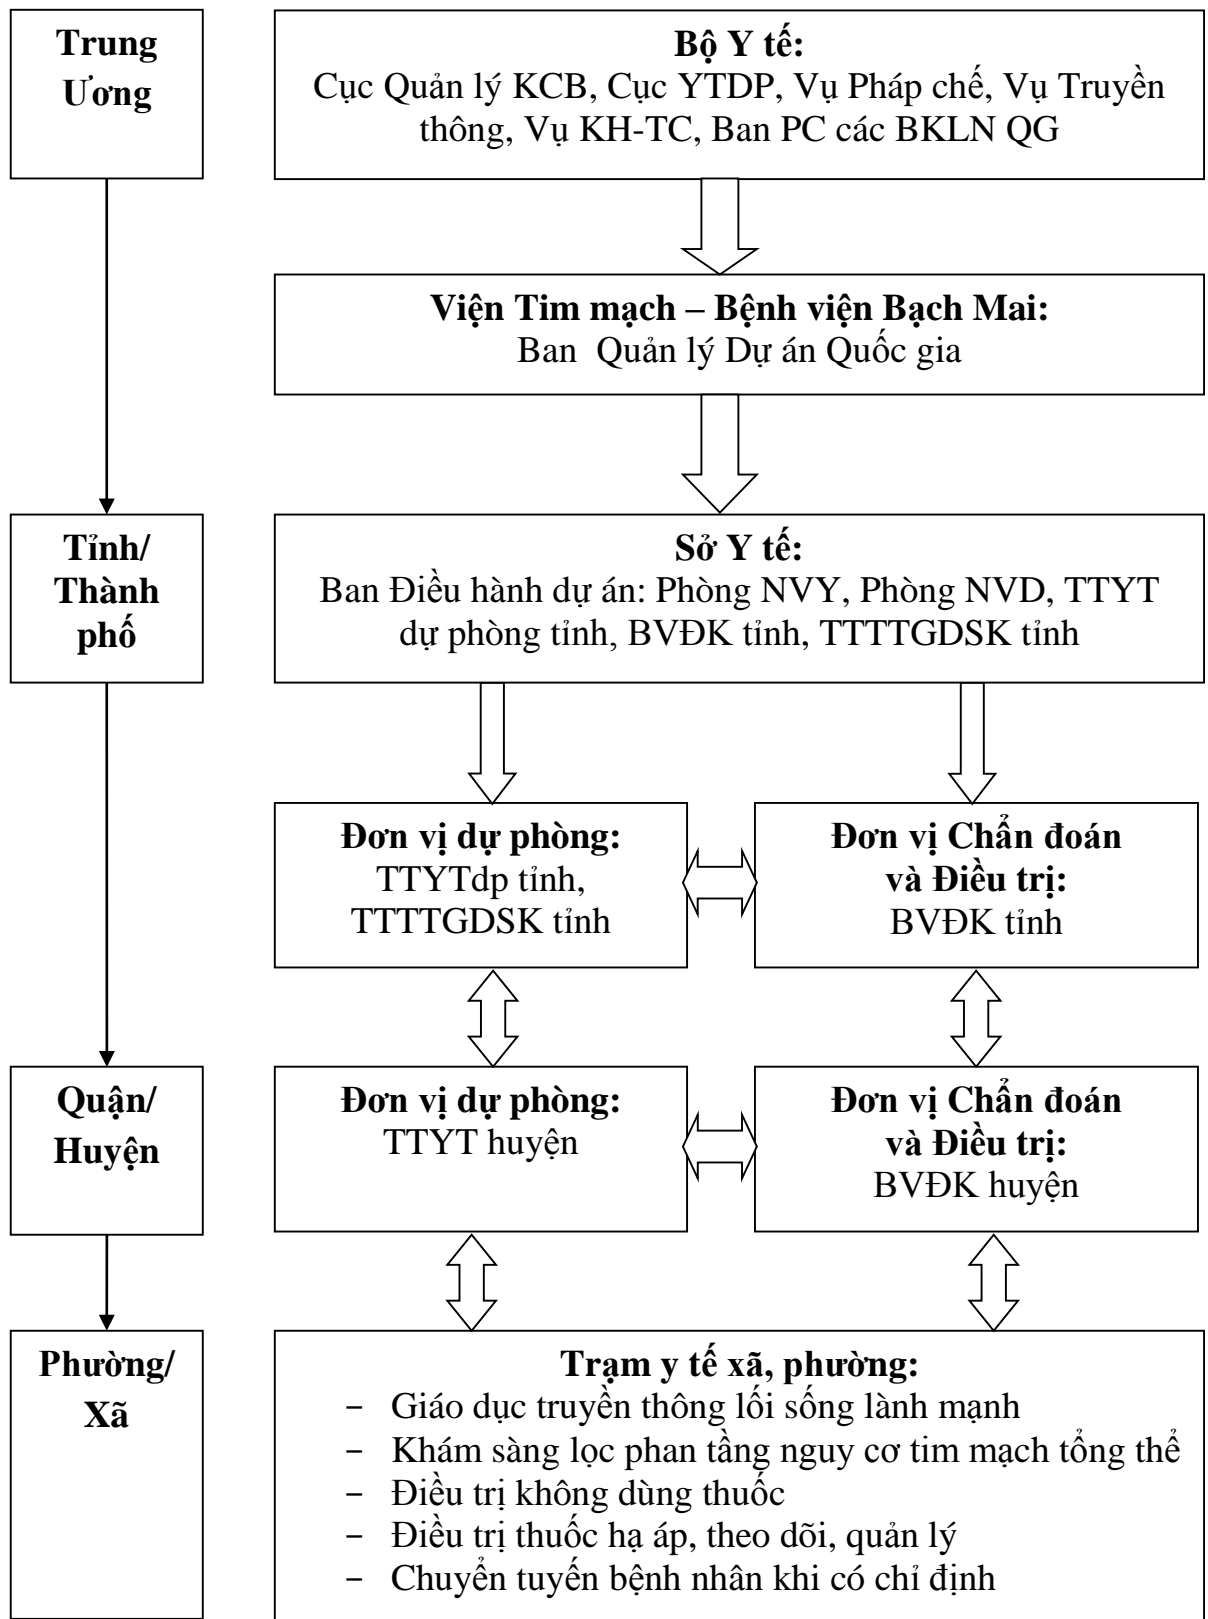 Trung
Ương
Bộ Y tế:
Cục Quản lý KCB, Cục YTDP, Vụ Pháp chế, Vụ Truyền
thông, Vụ KH-TC, Ban PC các BKLN QG
Viện Tim mạch – Bệnh viện Bạch Mai:
Ban Quản lý Dự án Quốc gia
Tỉnh/
Thành
phố
Sở Y tế:
Ban Điều hành dự án: Phòng NVY, Phòng NVD, TTYT
dự phòng tỉnh, BVĐK tỉnh, TTTTGDSK tỉnh
Đơn vị dự phòng:
TTYTdp tỉnh,
TTTTGDSK tỉnh
Đơn vị Chẩn đoán
và Điều trị:
BVĐK tỉnh
Quận/
Huyện
Đơn vị dự phòng:
TTYT huyện
Đơn vị Chẩn đoán
và Điều trị:
BVĐK huyện
Phường/
Xã
Trạm y tế xã, phường:
- Giáo dục truyền thông lối sống lành mạnh
- Khám sàng lọc phan tầng nguy cơ tim mạch tổng thể
- Điều trị không dùng thuốc
- Điều trị thuốc hạ áp, theo dõi, quản lý
- Chuyển tuyến bệnh nhân khi có chỉ định